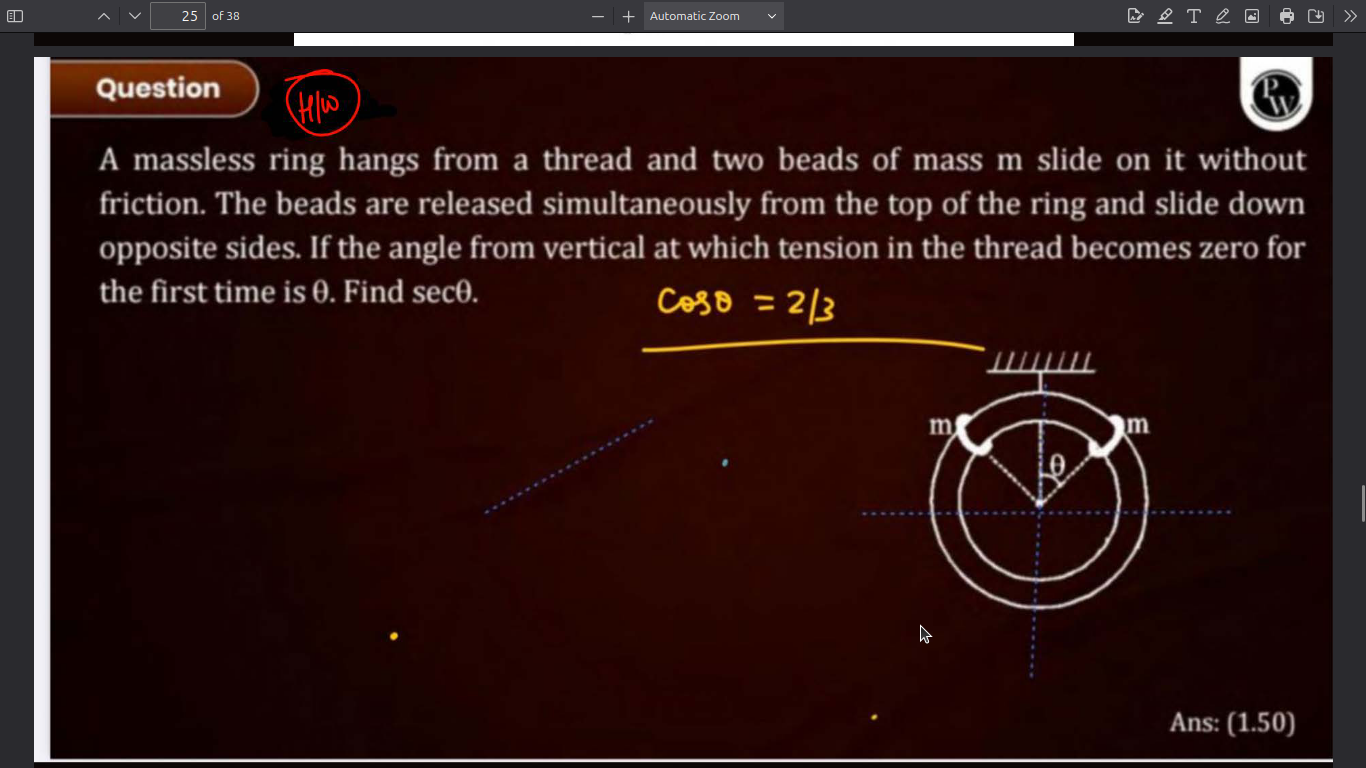 25 of 38 Automatic Zoom
Question H/W PW
A massless ring hangs from a thread and two beads of mass m slide on it without
friction. The beads are released simultaneously from the top of the ring and slide down
opposite sides. If the angle from vertical at which tension in the thread becomes zero for
the first time is θ. Find secθ.
Cosθ = 2/3
m m
θ
Ans: (1.50)